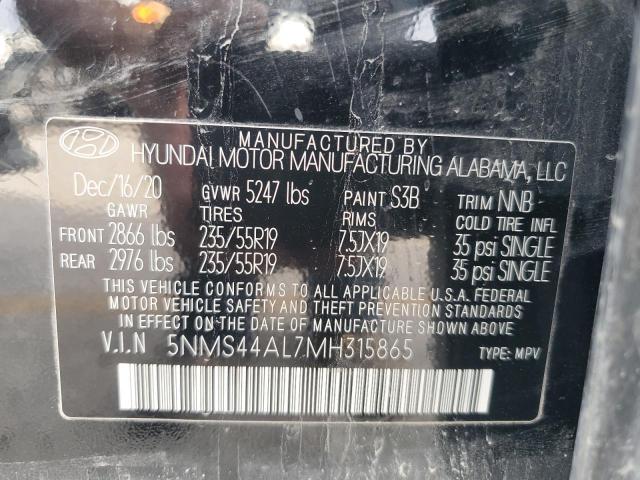 MANUFACTURED BY
HYUNDAI MOTOR MANUFACTURING ALABAMA, LLC
Dec/16/20 GVWR 5247 lbs PAINT S3B TRIM NNB
GAWR TIRES RIMS COLD TIRE INFL
FRONT 2866 lbs 235/55R19 7.5JX19 35 psi SINGLE
REAR 2976 lbs 235/55R19 7.5JX19 35 psi SINGLE
THIS VEHICLE CONFORMS TO ALL APPLICABLE U.S.A. FEDERAL
MOTOR VEHICLE SAFETY AND THEFT PREVENTION STANDARDS
IN EFFECT ON THE DATE OF MANUFACTURE SHOWN ABOVE.
V.I.N 5NMS44AL7MH315865 TYPE: MPV